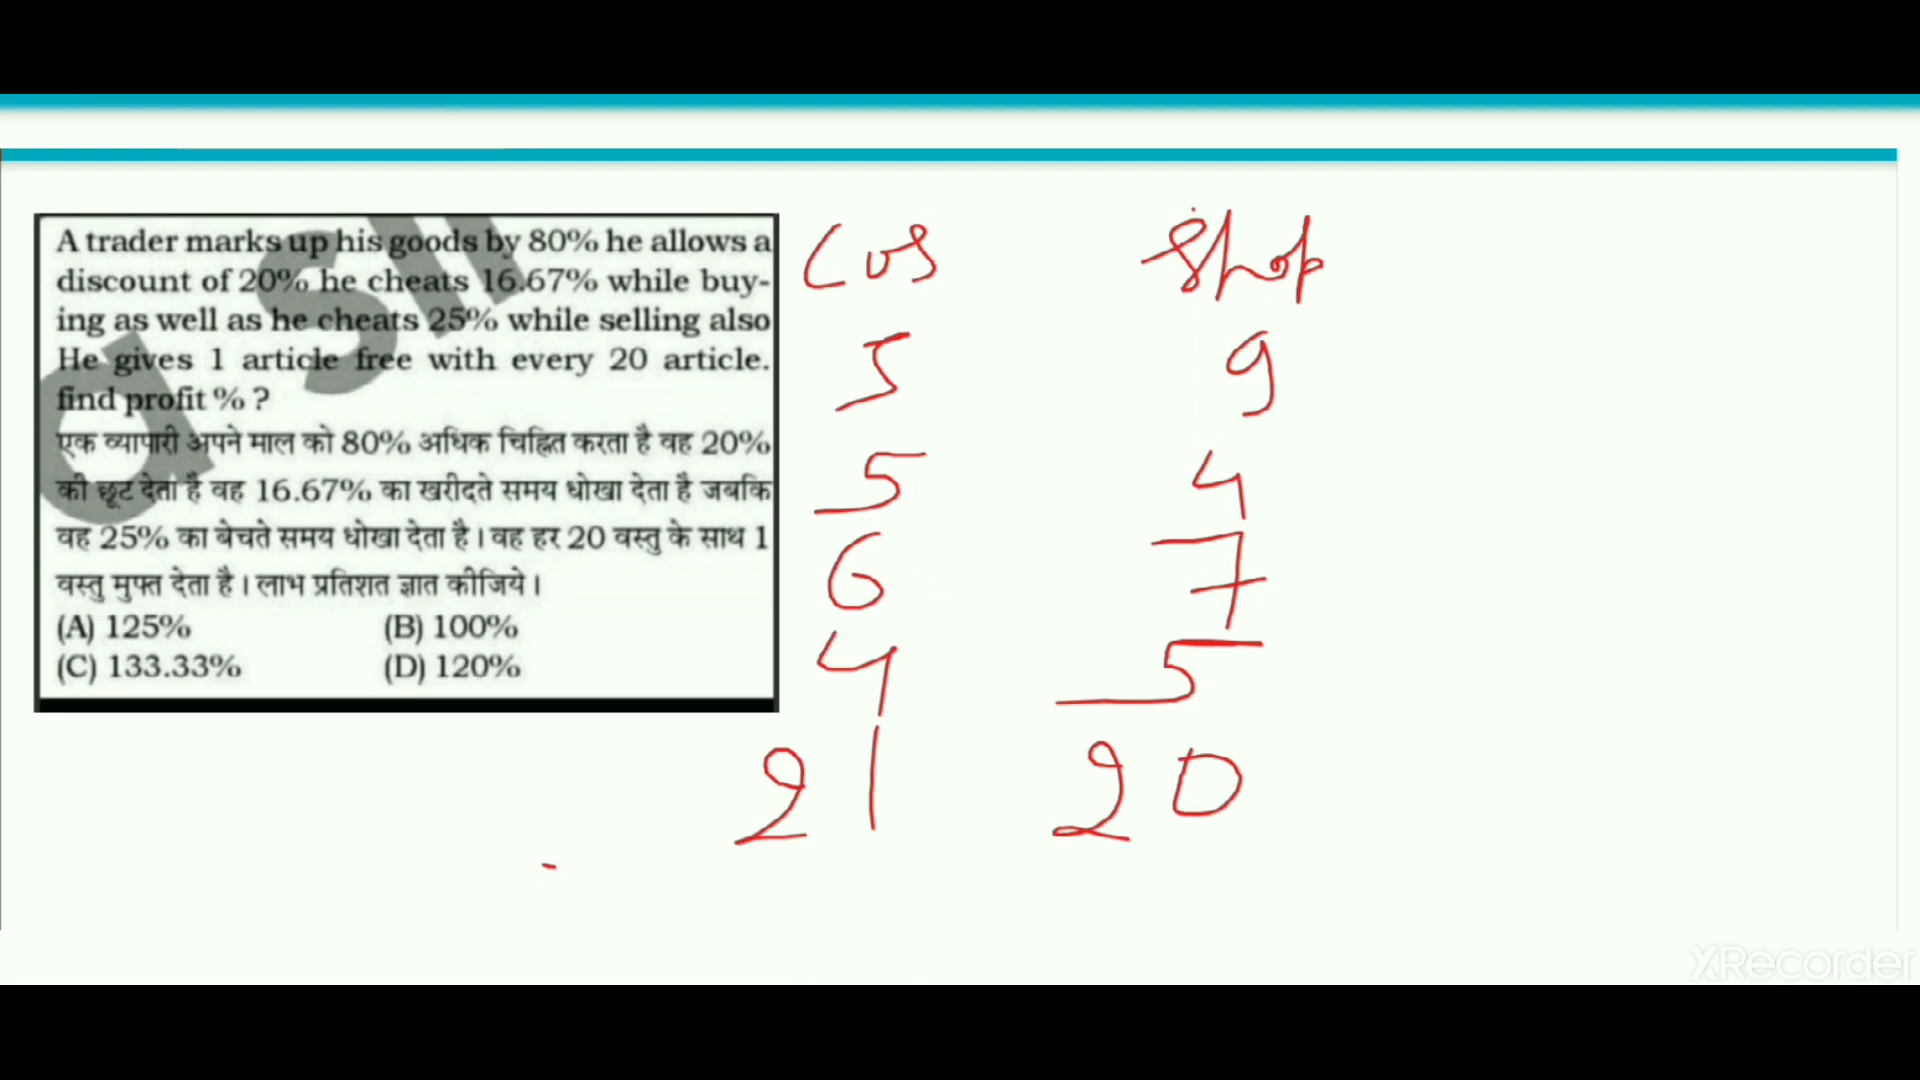 A trader marks up his goods by 80% he allows a
discount of 20% he cheats 16.67% while buy-
ing as well as he cheats 25% while selling also
He gives 1 article free with every 20 article.
find profit % ?
एक व्यापारी अपने माल को 80% अधिक चिह्नित करता है वह 20%
की छूट देता है वह 16.67% का खरीदते समय धोखा देता है जबकि
वह 25% का बेचते समय धोखा देता है। वह हर 20 वस्तु के साथ 1
वस्तु मुफ्त देता है। लाभ प्रतिशत ज्ञात कीजिये।
(A) 125% (B) 100%
(C) 133.33% (D) 120%
Cus Shop
5 9
5 4
6 7
4 5
21 20
XRecorder